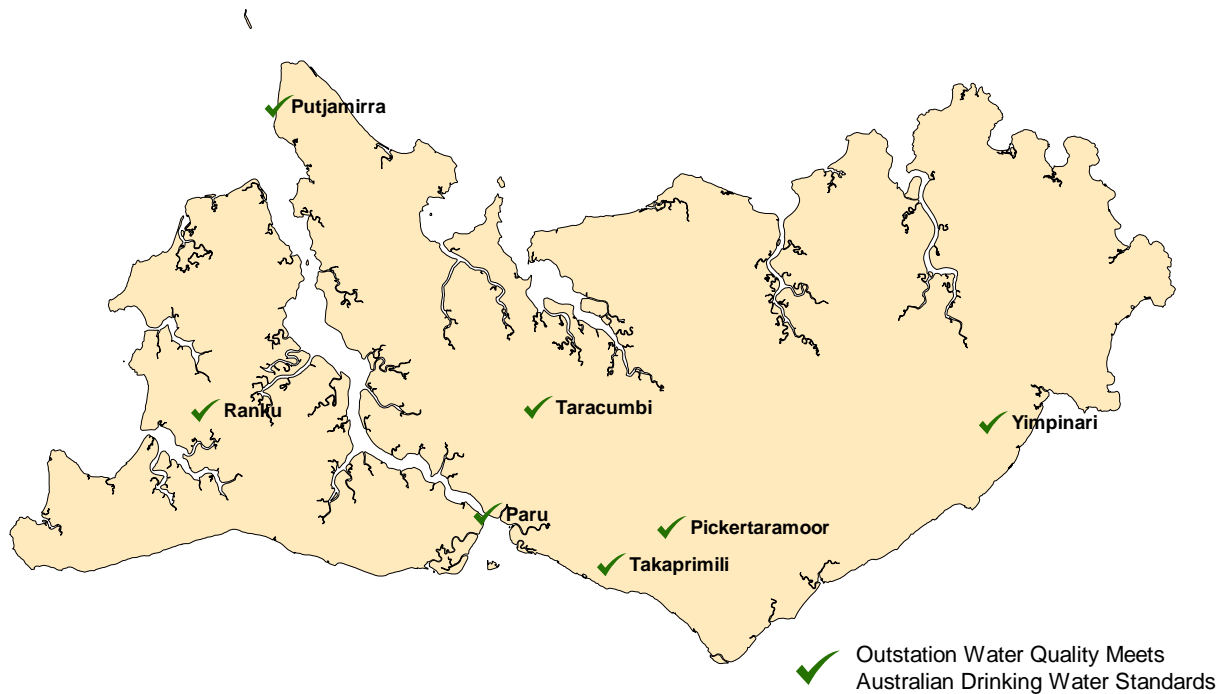 Putjamirra
Ranku
Taracumbi
Yimpinari
Paru
Pickertaramoor
Takaprimili
Outstation Water Quality Meets
Australian Drinking Water Standards